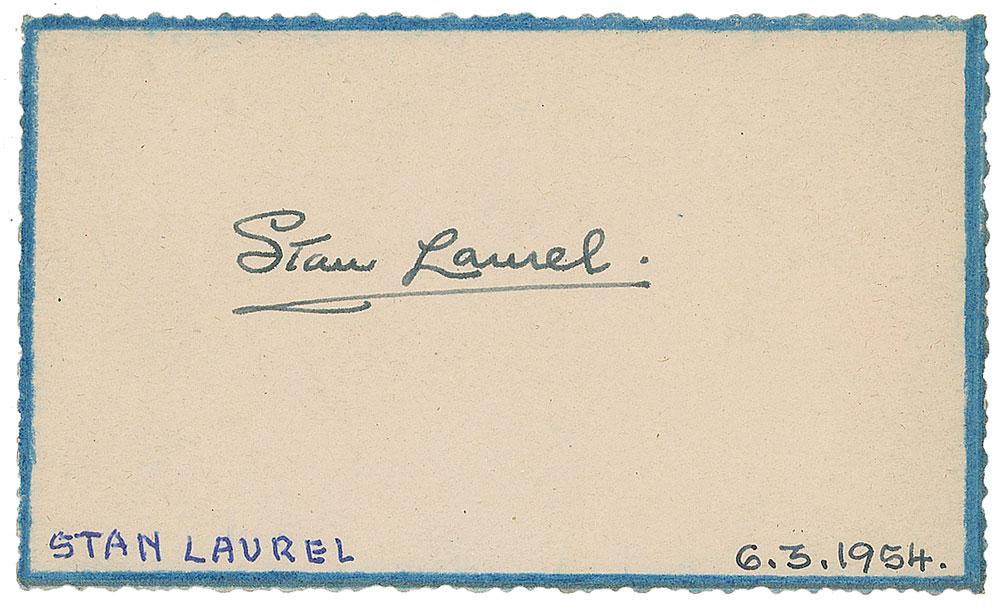 Stan Laurel.
STAN LAUREL
6.3.1954.